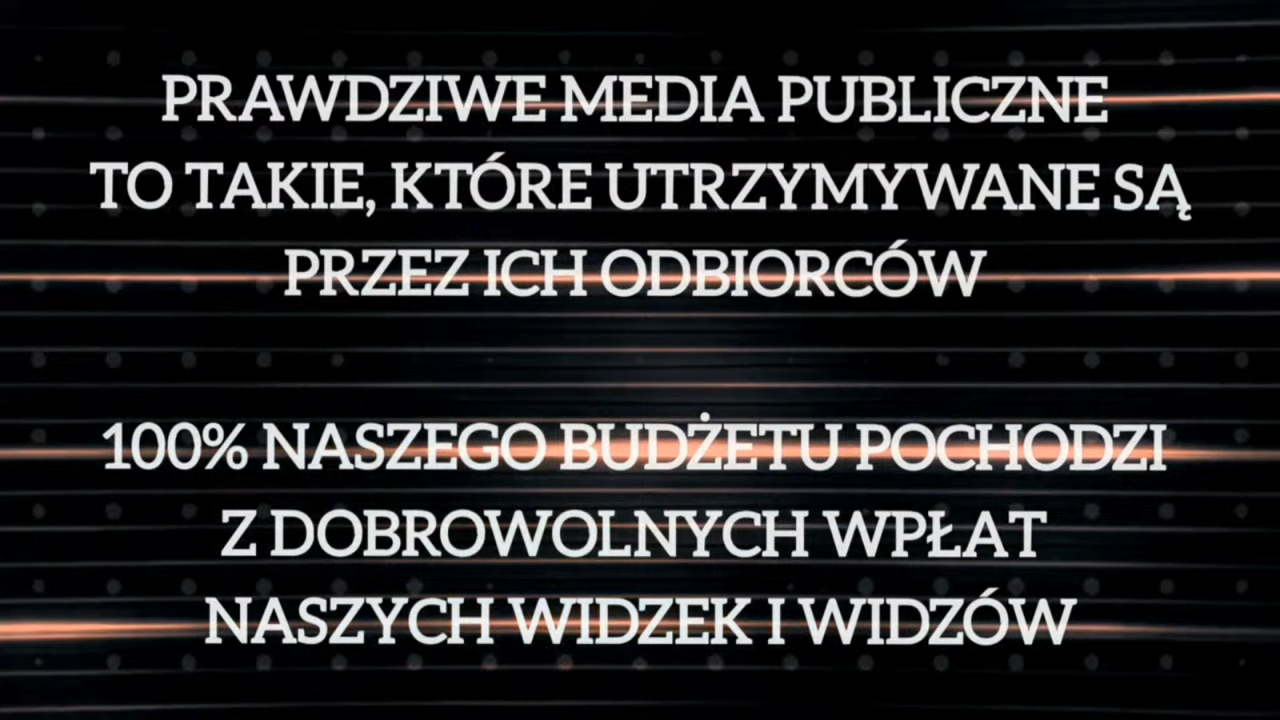 PRAWDZIWE MEDIA PUBLICZNE
TO TAKIE, KTÓRE UTRZYMYWANE SĄ
PRZEZ ICH ODBIORCÓW
100% NASZEGO BUDŻETU POCHODZI
Z DOBROWOLNYCH WPŁAT
NASZYCH WIDZEK I WIDZÓW